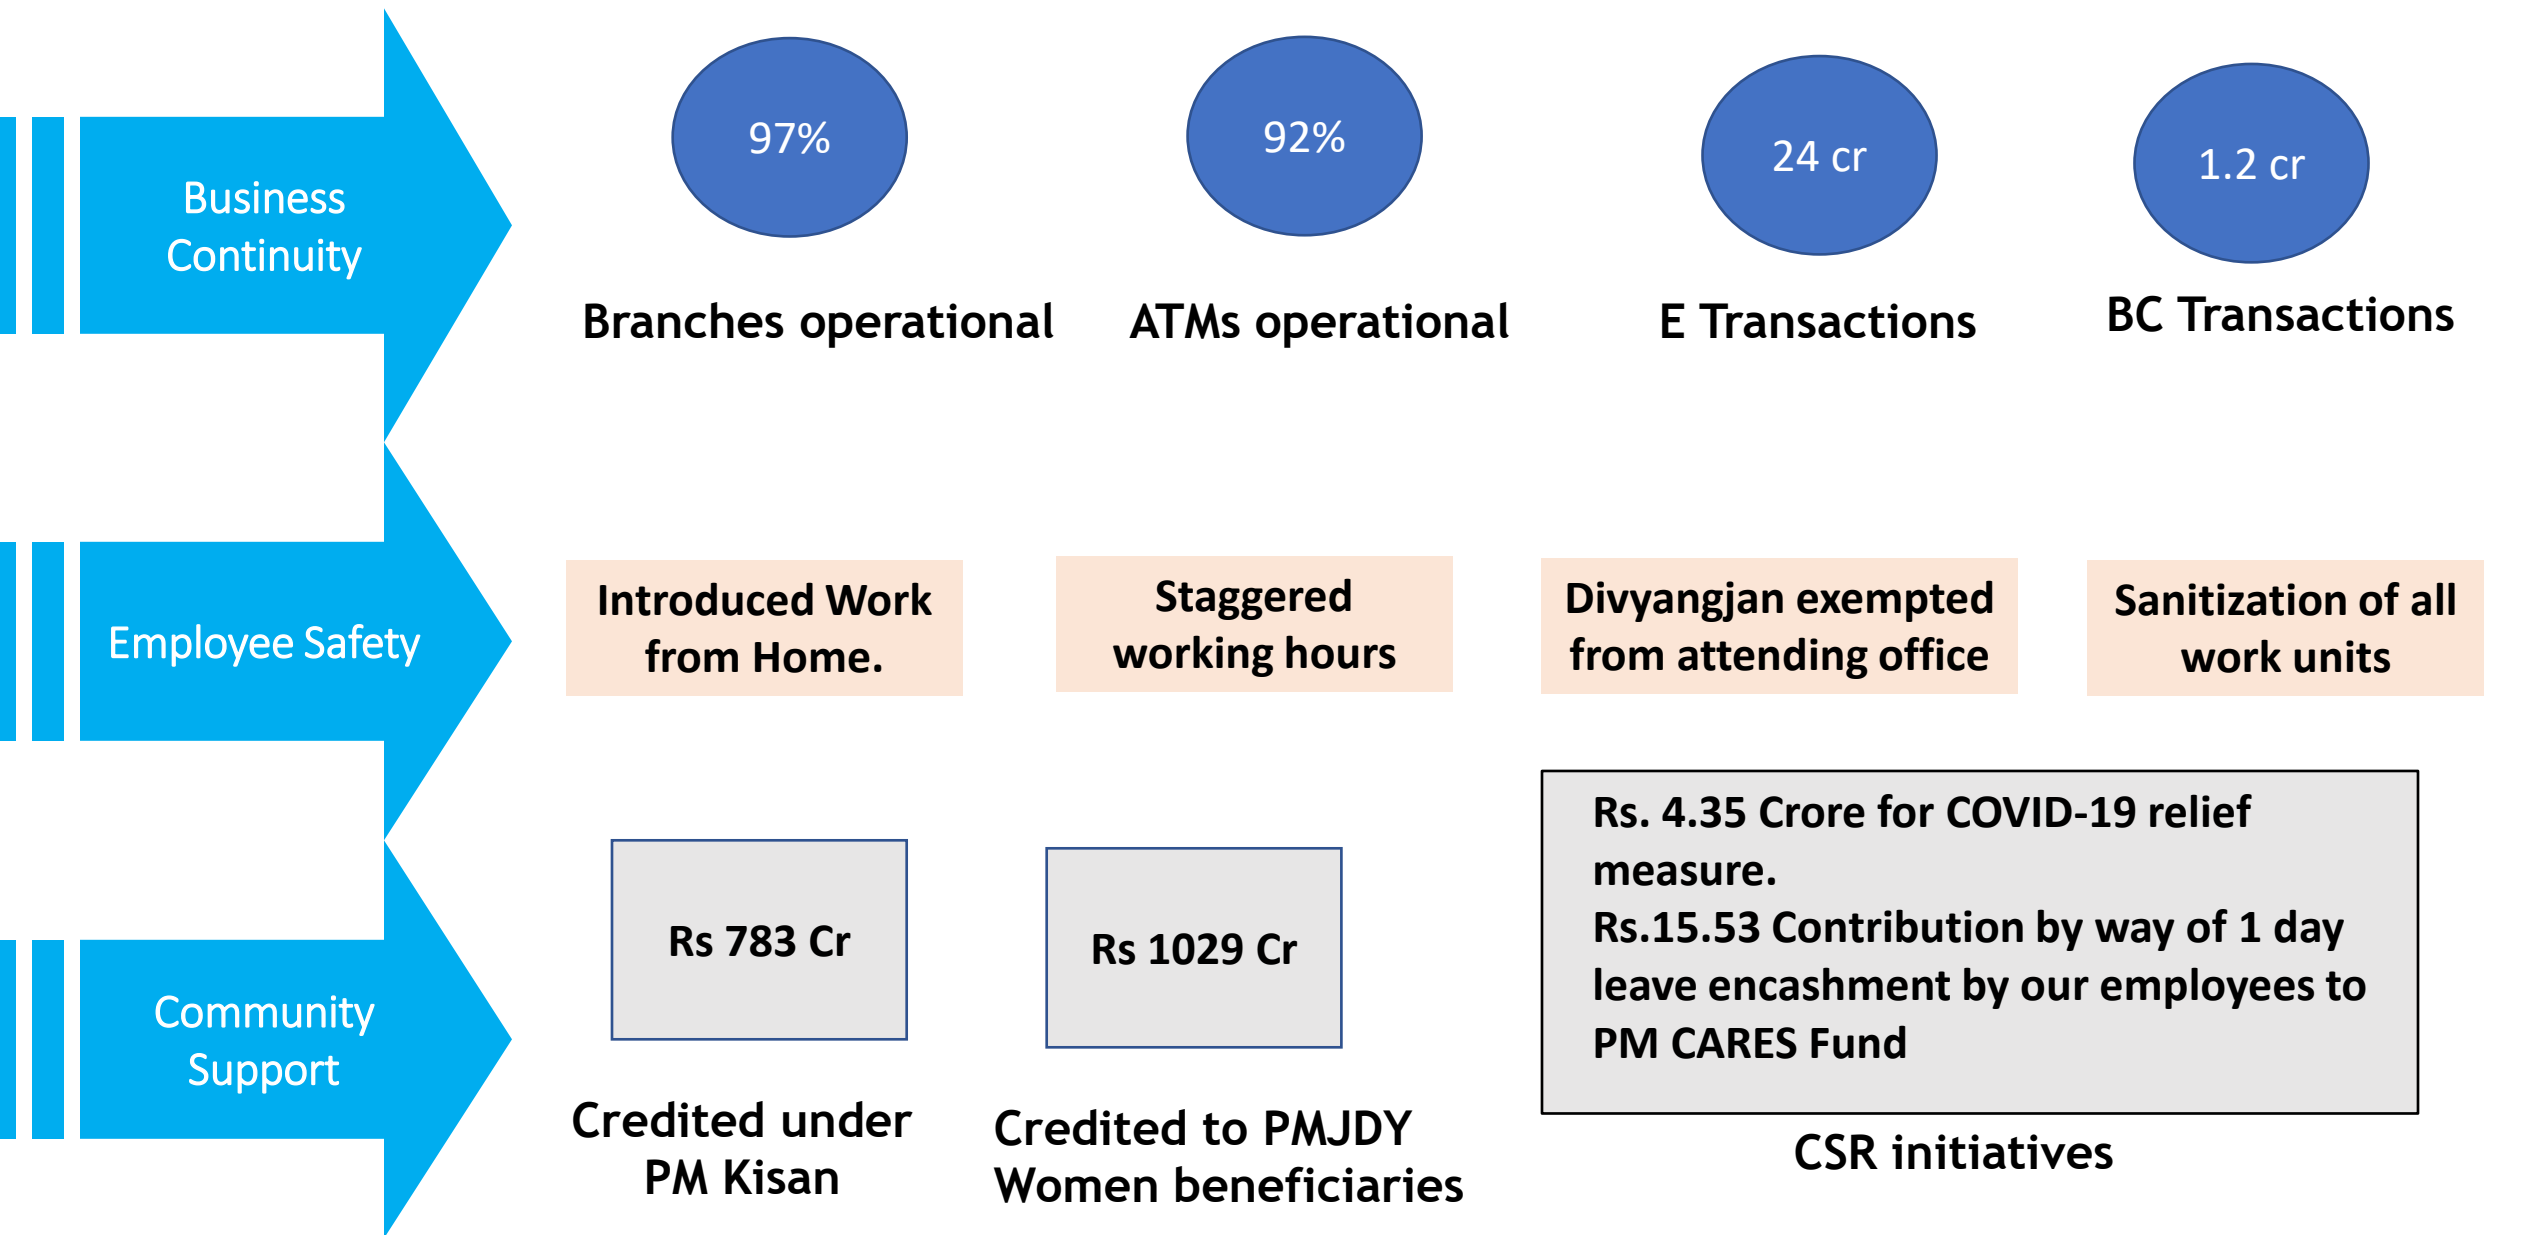 Business
Continuity
97%
92%
24 cr
1.2 cr
Branches operational
ATMs operational
E Transactions
BC Transactions
Employee Safety
Introduced Work
from Home.
Staggered
working hours
Divyangjan exempted
from attending office
Sanitization of all
work units
Community
Support
Rs 783 Cr
Credited under
PM Kisan
Rs 1029 Cr
Credited to PMJDY
Women beneficiaries
Rs. 4.35 Crore for COVID-19 relief
measure.
Rs.15.53 Contribution by way of 1 day
leave encashment by our employees to
PM CARES Fund
CSR initiatives